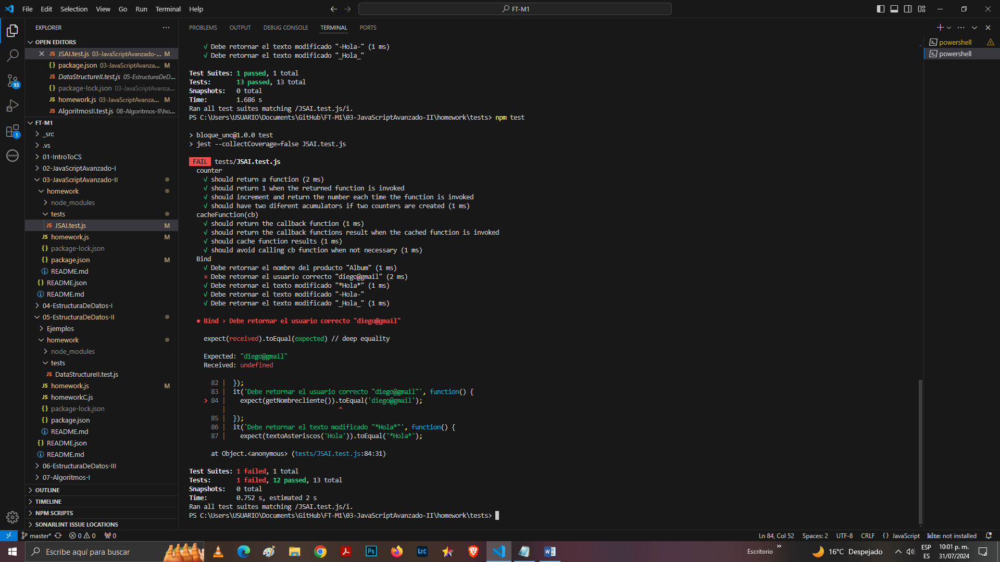 File Edit Selection View Go Run Terminal Help
FT-M1
EXPLORER
PROBLEMS OUTPUT DEBUG CONSOLE TERMINAL PORTS
OPEN EDITORS
JS JSAI.test.js 03-JavaScriptAvanzado-... M
{} package.json 03-JavaScriptAvanza... M
JS DataStructureII.test.js 05-EstructuraDeD...
{} package-lock.json 03-JavaScriptAvanza...
JS homework.js 03-JavaScriptAvanza... M
JS AlgoritmosII.test.js 08-Algoritmos-II\ho...
FT-M1
_src
.vs
01-IntroToCS
02-JavaScriptAvanzado-I
03-JavaScriptAvanzado-II
homework
node_modules
tests
JS JSAI.test.js M
JS homework.js M
{} package-lock.json
{} package.json M
README.md
{} README.json
README.md
04-EstructuraDeDatos-I
05-EstructuraDeDatos-II
Ejemplos
homework
node_modules
tests
JS DataStructureII.test.js
JS homework.js M
JS homeworkC.js
{} package-lock.json
{} package.json
README.md
{} README.json
README.md
06-EstructuraDeDatos-III
07-Algoritmos-I
OUTLINE
TIMELINE
NPM SCRIPTS
SONARLINT ISSUE LOCATIONS
93
1
√ Debe retornar el texto modificado "-Hola-" (1 ms)
√ Debe retornar el texto modificado "_Hola_"
Test Suites: 1 passed, 1 total
Tests: 13 passed, 13 total
Snapshots: 0 total
Time: 1.686 s
Ran all test suites matching /JSAI.test.js/i.
PS C:\Users\USUARIO\Documents\GitHub\FT-M1\03-JavaScriptAvanzado-II\homework\tests> npm test
> bloque_uno@1.0.0 test
> jest --collectCoverage=false JSAI.test.js
FAIL tests/JSAI.test.js
counter
√ should return a function (2 ms)
√ should return 1 when the returned function is invoked
√ should increment and return the number each time the function is invoked
√ should have two diferent acumulators if two counters are created (1 ms)
cacheFunction(cb)
√ should return the callback function (1 ms)
√ should return the callback functions result when the cached function is invoked
√ should cache function results (1 ms)
√ should avoid calling cb function when not necessary (1 ms)
Bind
√ Debe retornar el nombre del producto "Album" (1 ms)
× Debe retornar el usuario correcto "diego@gmail" (2 ms)
√ Debe retornar el texto modificado "*Hola*" (1 ms)
√ Debe retornar el texto modificado "-Hola-"
√ Debe retornar el texto modificado "_Hola_" (1 ms)
● Bind › Debe retornar el usuario correcto "diego@gmail"
expect(received).toEqual(expected) // deep equality
Expected: "diego@gmail"
Received: undefined
82 | });
83 | it('Debe retornar el usuario correcto "diego@gmail"', function() {
> 84 | expect(getNombrecliente()).toEqual('diego@gmail');
| ^
85 | });
86 | it('Debe retornar el texto modificado "*Hola*"', function() {
87 | expect(textoAsteriscos('Hola')).toEqual('*Hola*');
at Object.<anonymous> (tests/JSAI.test.js:84:31)
Test Suites: 1 failed, 1 total
Tests: 1 failed, 12 passed, 13 total
Snapshots: 0 total
Time: 0.752 s, estimated 2 s
Ran all test suites matching /JSAI.test.js/i.
PS C:\Users\USUARIO\Documents\GitHub\FT-M1\03-JavaScriptAvanzado-II\homework\tests>
powershell
powershell
master* 0 0 0
Ln 84, Col 52 Spaces: 2 UTF-8 CRLF {} JavaScript kite: not installed
Escribe aquí para buscar
Ps
Lrc
Escritorio
16°C Despejado
ESP
ES
10:01 p. m.
31/07/2024